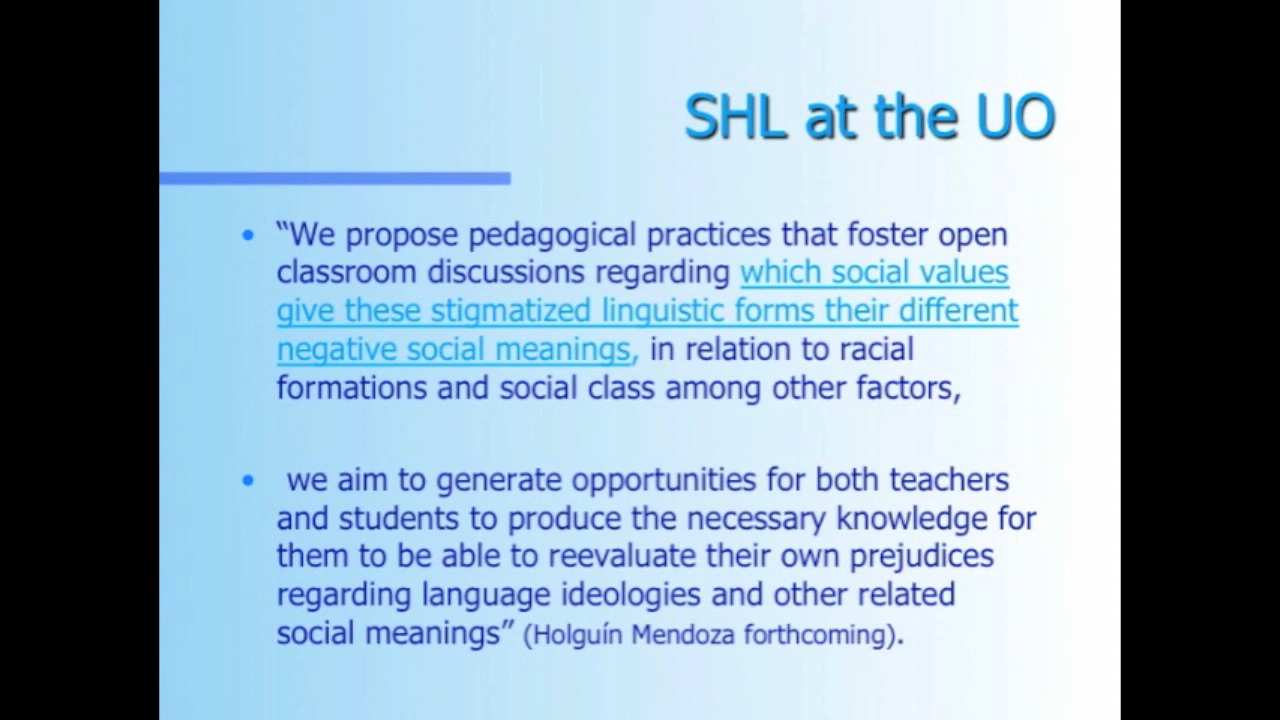 SHL at the UO
• “We propose pedagogical practices that foster open
classroom discussions regarding which social values
give these stigmatized linguistic forms their different
negative social meanings, in relation to racial
formations and social class among other factors,
• we aim to generate opportunities for both teachers
and students to produce the necessary knowledge for
them to be able to reevaluate their own prejudices
regarding language ideologies and other related
social meanings” (Holguín Mendoza forthcoming).